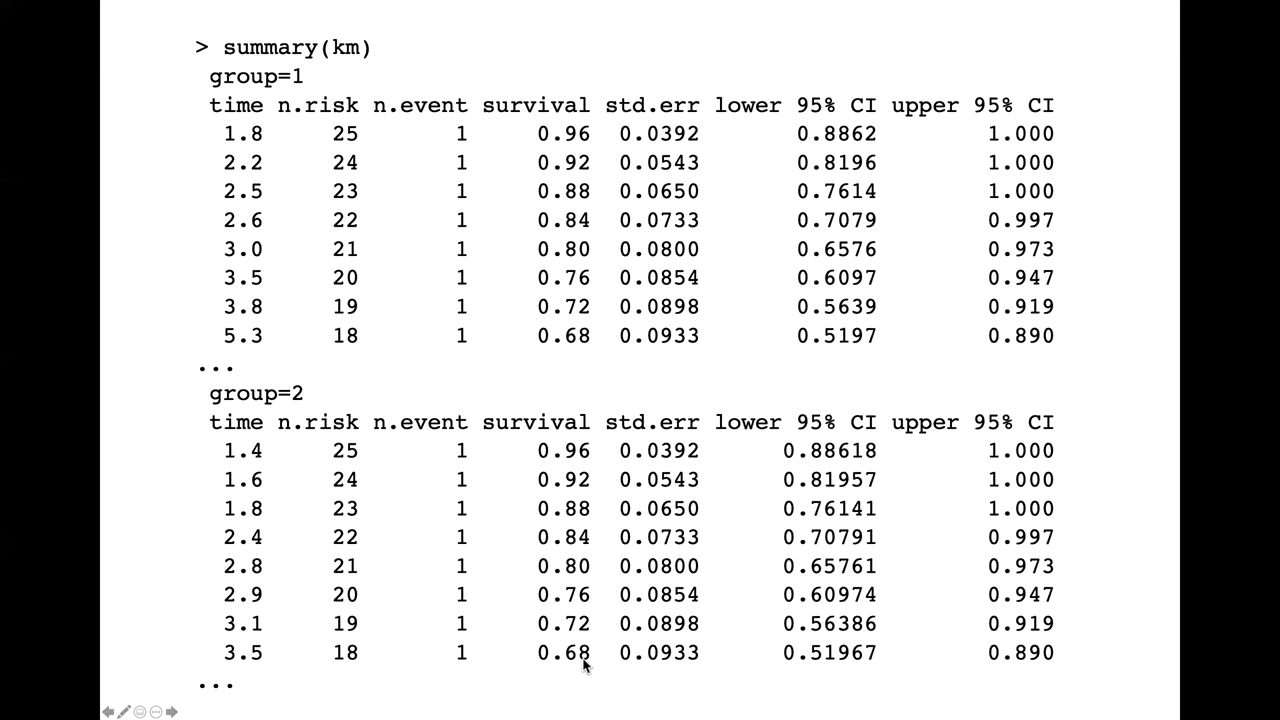 > summary(km)
group=1
time n.risk n.event survival std.err lower 95% CI upper 95% CI
1.8 25 1 0.96 0.0392 0.8862 1.000
2.2 24 1 0.92 0.0543 0.8196 1.000
2.5 23 1 0.88 0.0650 0.7614 1.000
2.6 22 1 0.84 0.0733 0.7079 0.997
3.0 21 1 0.80 0.0800 0.6576 0.973
3.5 20 1 0.76 0.0854 0.6097 0.947
3.8 19 1 0.72 0.0898 0.5639 0.919
5.3 18 1 0.68 0.0933 0.5197 0.890
...
group=2
time n.risk n.event survival std.err lower 95% CI upper 95% CI
1.4 25 1 0.96 0.0392 0.88618 1.000
1.6 24 1 0.92 0.0543 0.81957 1.000
1.8 23 1 0.88 0.0650 0.76141 1.000
2.4 22 1 0.84 0.0733 0.70791 0.997
2.8 21 1 0.80 0.0800 0.65761 0.973
2.9 20 1 0.76 0.0854 0.60974 0.947
3.1 19 1 0.72 0.0898 0.56386 0.919
3.5 18 1 0.68 0.0933 0.51967 0.890
...